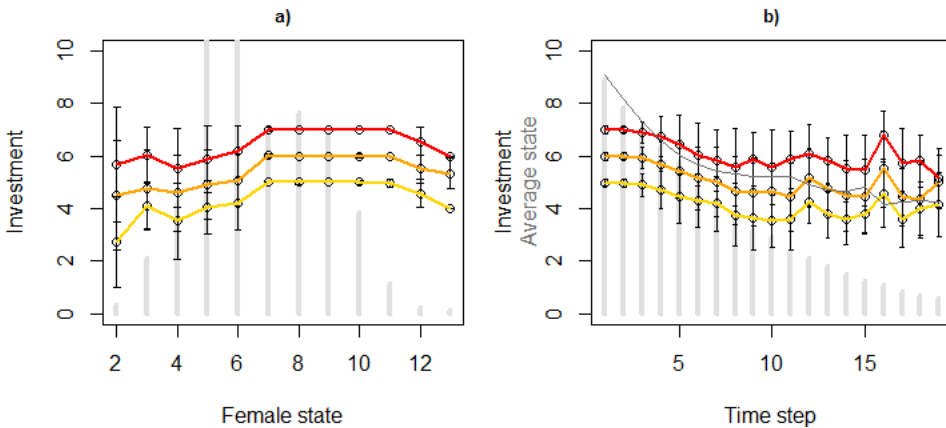 a)
Investment
10
8
6
4
2
0
2 4 6 8 10 12
Female state
b)
Investment
Average state
10
8
6
4
2
0
5 10 15
Time step